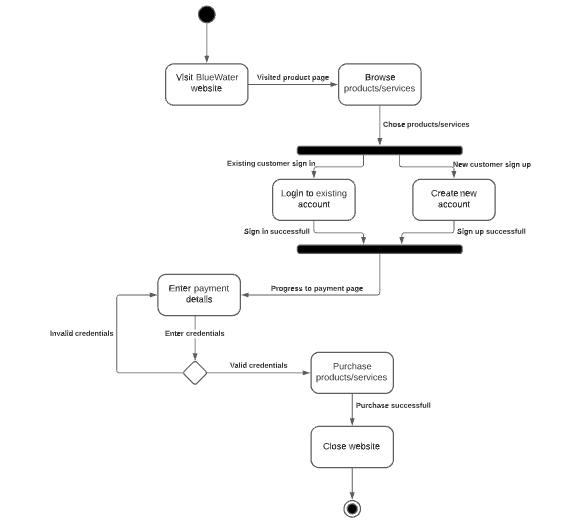 Visit BlueWater
website
Visited product page
Browse
products/services
Chose products/services
Existing customer sign in
New customer sign up
Login to existing
account
Create new
account
Sign in successfull
Sign up successfull
Enter payment
details
Progress to payment page
Invalid credentials
Enter credentials
Valid credentials
Purchase
products/services
Purchase successfull
Close website